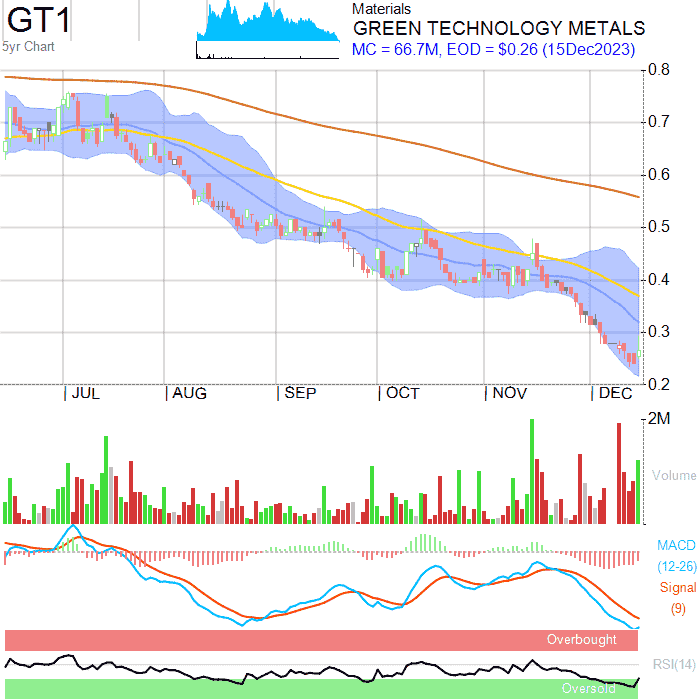 GT1
5yr Chart
Materials
GREEN TECHNOLOGY METALS
MC = 66.7M, EOD = $0.26 (15Dec2023)
0.8
0.7
0.6
0.5
0.4
0.3
0.2
JUL AUG SEP OCT NOV DEC
2M
Volume
MACD
(12-26)
Signal
(9)
Overbought
RSI(14)
Oversold